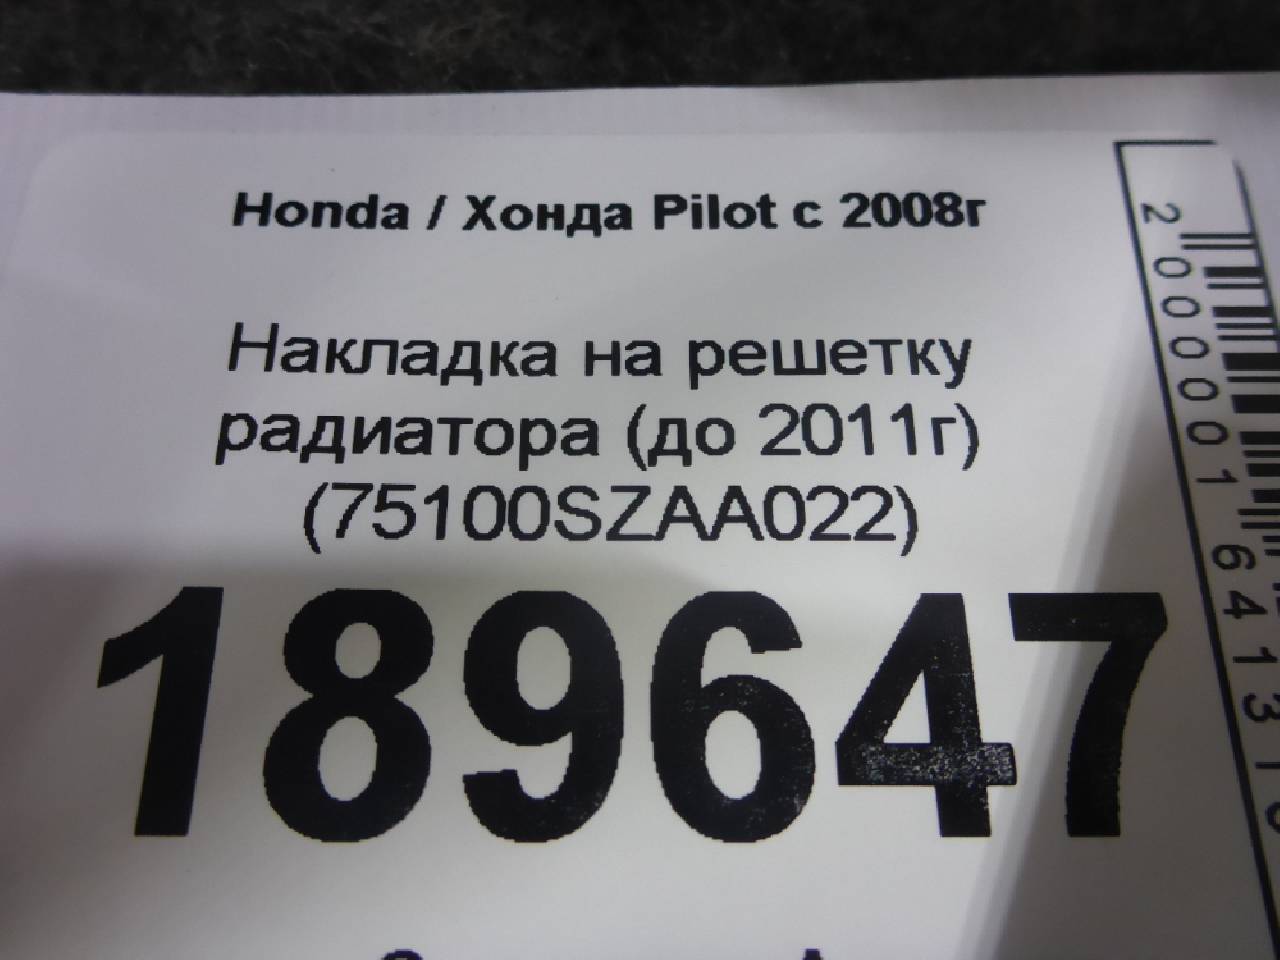 Honda / Хонда Pilot с 2008г
Накладка на решетку
радиатора (до 2011г)
(75100SZAA022)
189647